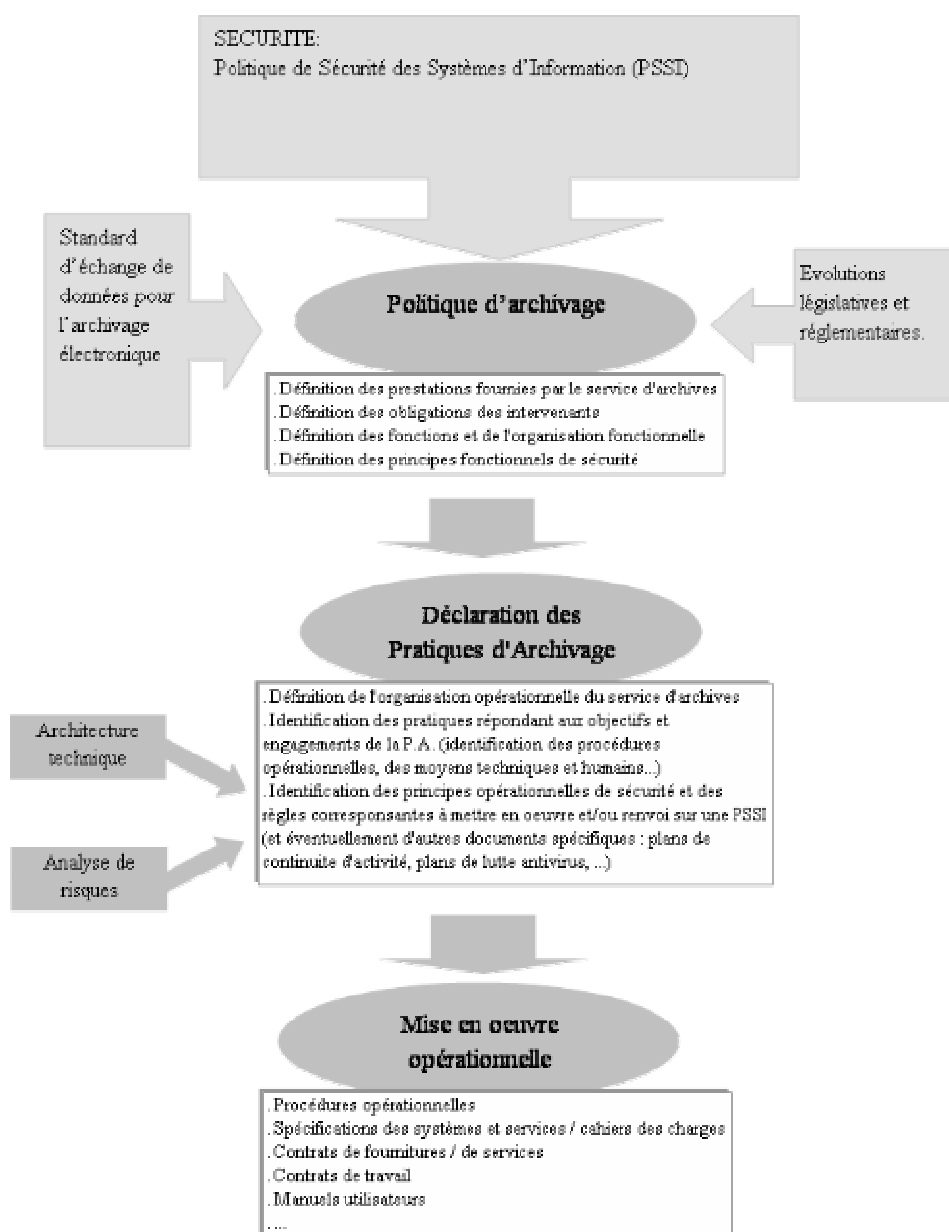 SECURITE:
Politique de Sécurité des Systèmes d'Information (PSSI)
Standard
d'échange de
données pour
l'archivage
électronique
Politique d'archivage
Evolutions
législatives et
réglementaires.
. Définition des prestations fournies par le service d'archives
. Définition des obligations des intervenants
. Définition des fonctions et de l'organisation fonctionnelle
. Définition des principes fonctionnels de sécurité
Déclaration des
Pratiques d'Archivage
. Définition de l'organisation opérationnelle du service d'archives
. Identification des pratiques répondant aux objectifs et
engagements de la P.A. (identification des procédures
opérationnelles, des moyens techniques et humains...)
. Identification des principes opérationnelles de sécurité et des
règles corresponsantes à mettre en oeuvre et/ou renvoi sur une PSSI
(et éventuellement d'autres documents spécifiques : plans de
continuite d'activité, plans de lutte antivirus, ...)
Architecture
technique
Analyse de
risques
Mise en oeuvre
opérationnelle
. Procédures opérationnelles
. Spécifications des systèmes et services / cahiers des charges
. Contrats de fournitures / de services
. Contrats de travail
. Manuels utilisateurs
. ...